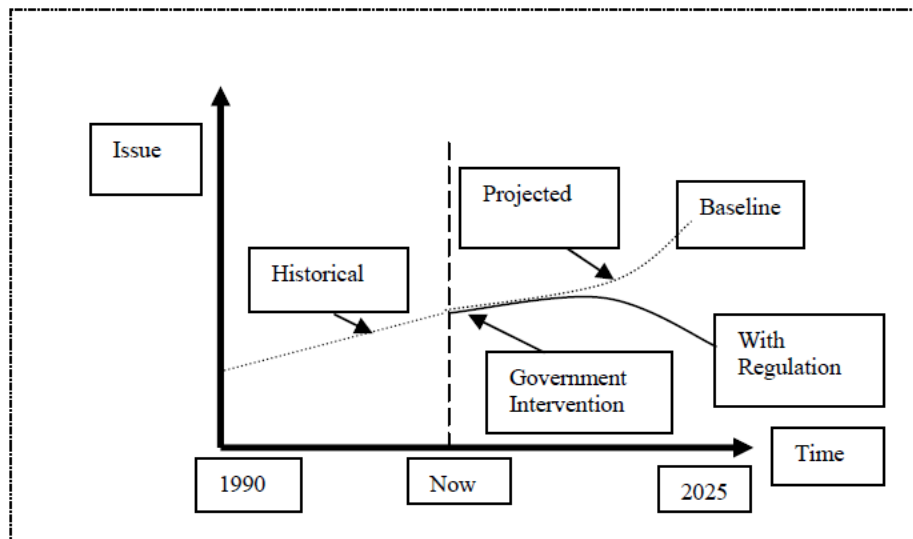 Issue
Projected
Baseline
Historical
With
Regulation
Government
Intervention
Time
1990
Now
2025